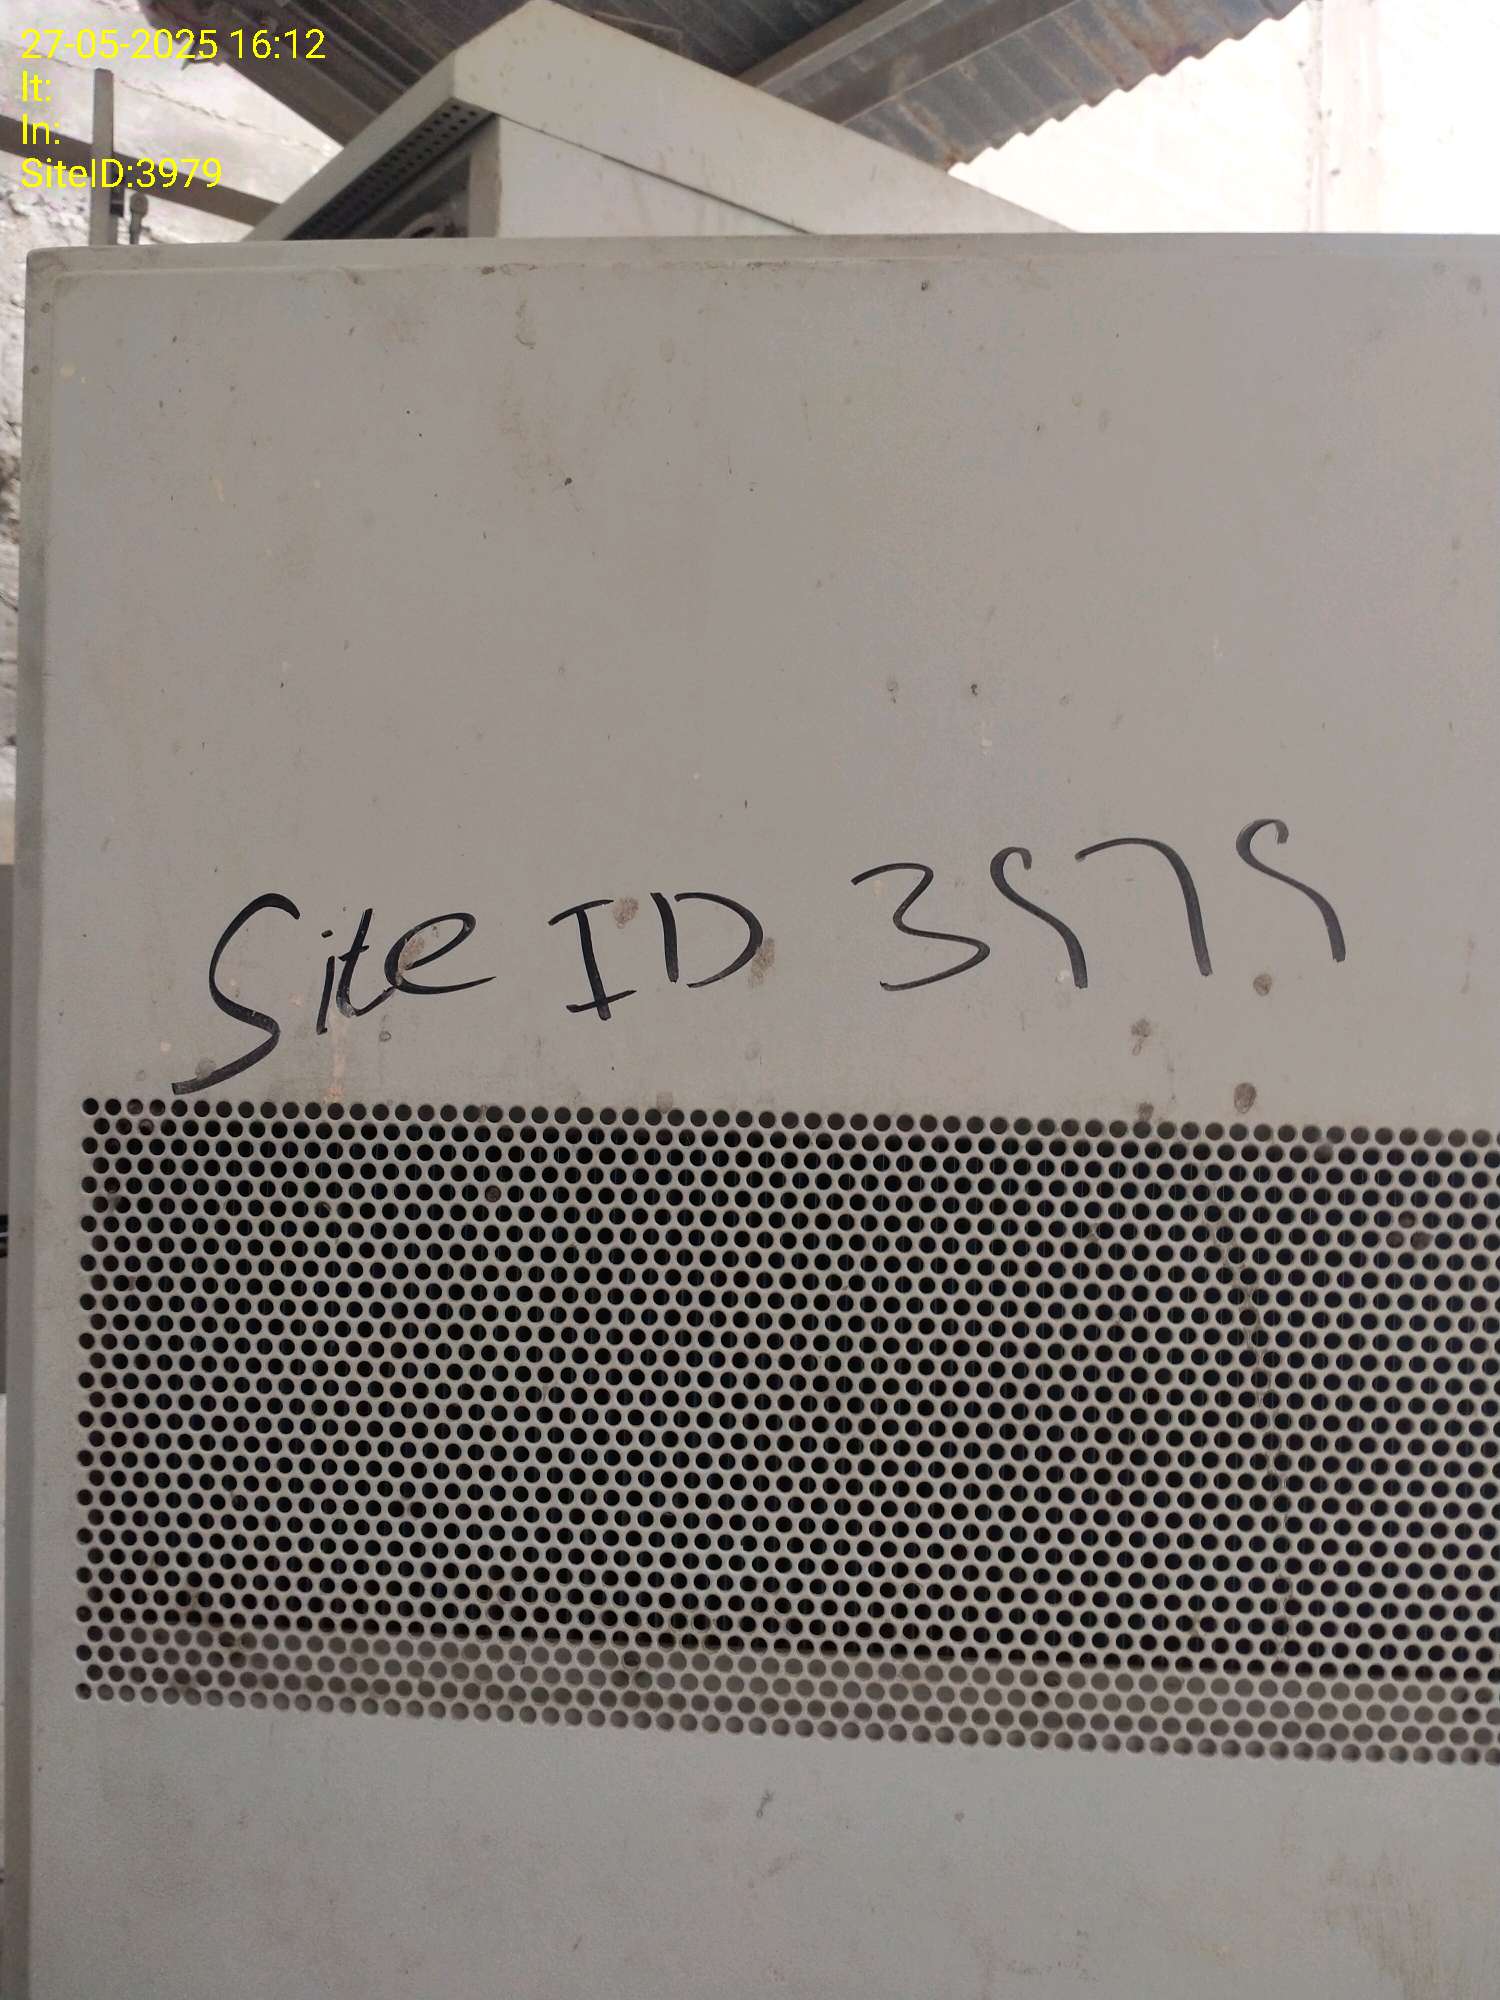 27-05-2025 16:12
lt:
ln:
SiteID:3979
Site ID 3979